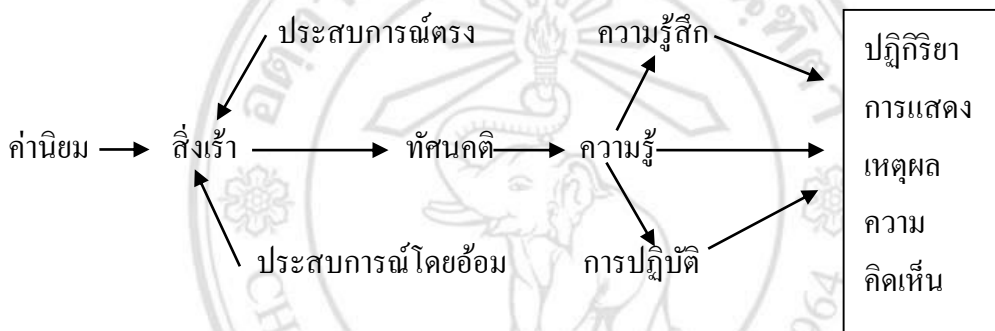 ประสบการณ์ตรง ความรู้สึก
ปฏิกิริยา
การแสดง
ค่านิยม สิ่งเร้า ทัศนคติ ความรู้
เหตุผล
ความ
ประสบการณ์โดยอ้อม การปฏิบัติ
คิดเห็น